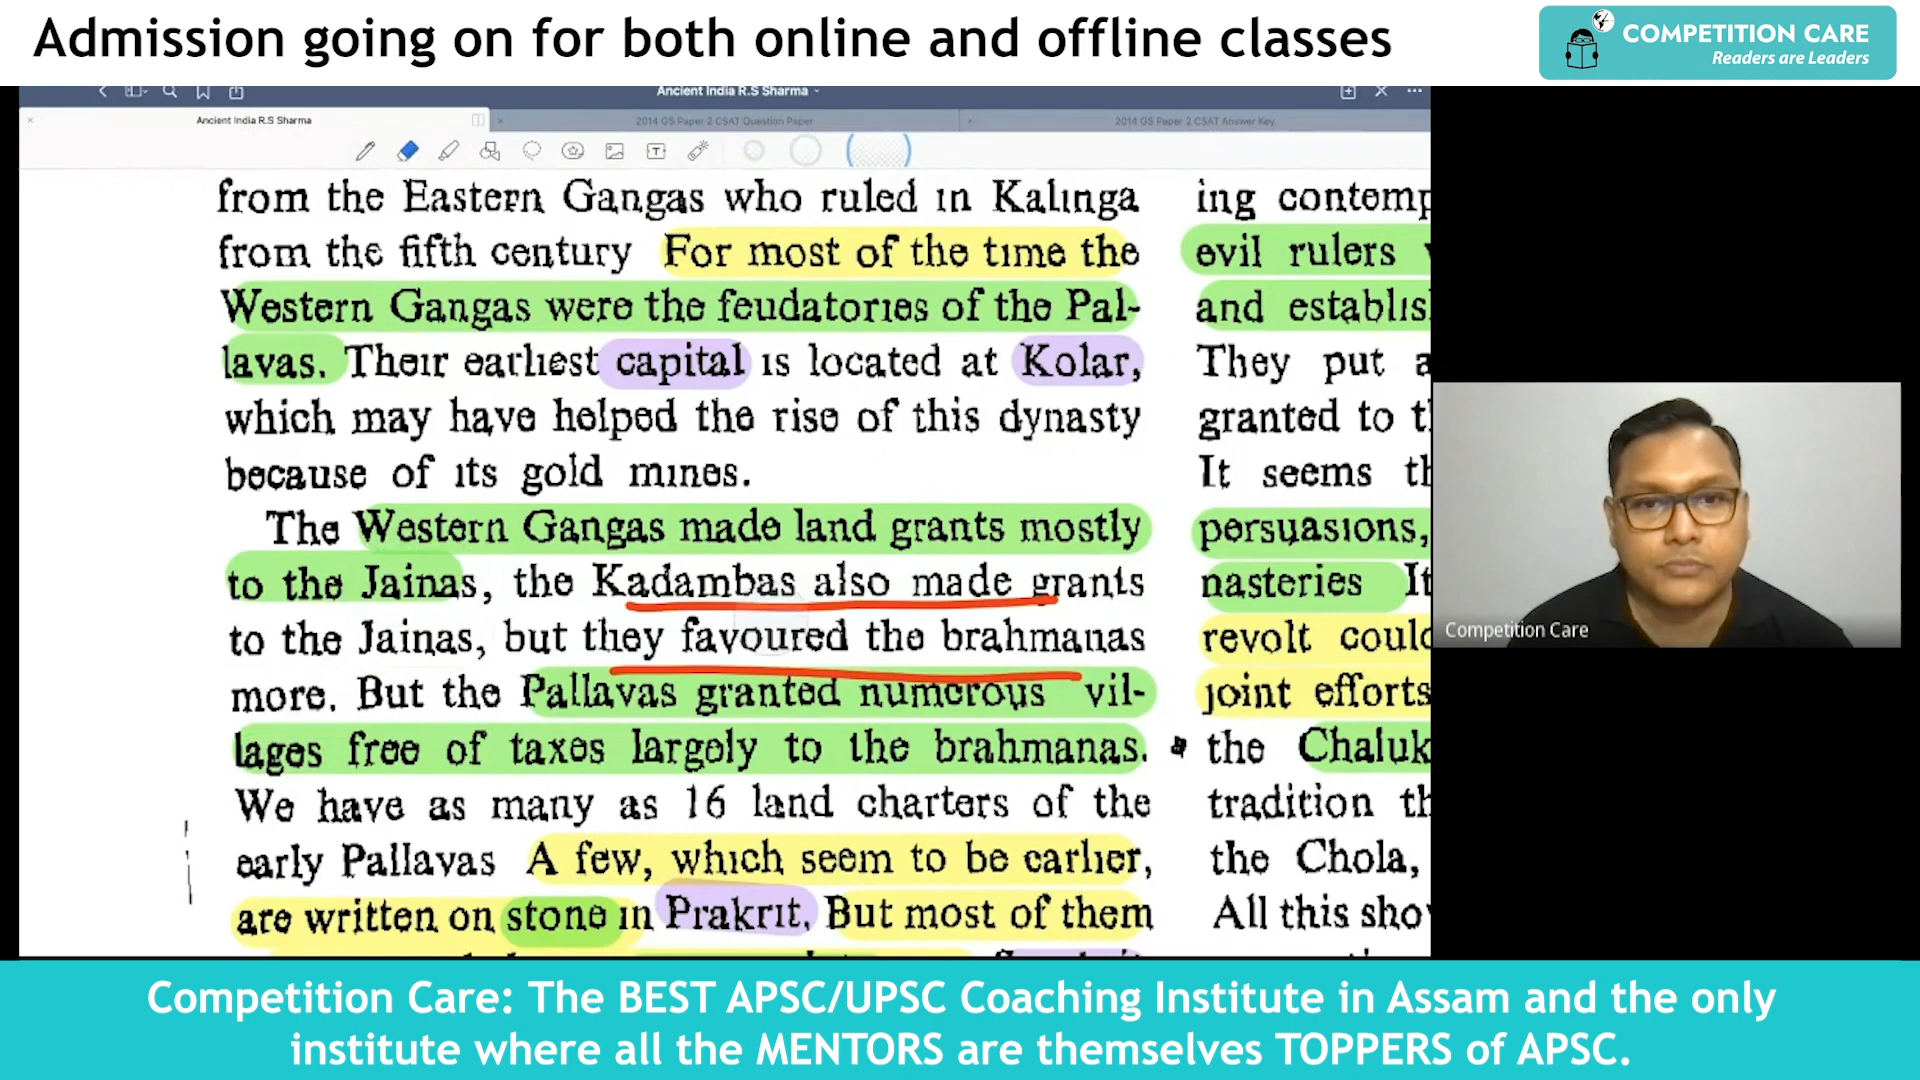 Admission going on for both online and offline classes
COMPETITION CARE
Readers are Leaders
Ancient India R.S Sharma
Ancient India R.S Sharma
2014 GS Paper 2 CSAT Question Paper
2014 GS Paper 2 CSAT Answer Key
from the Eastern Gangas who ruled in Kalinga
from the fifth century For most of the time the
Western Gangas were the feudatories of the Pal-
lavas. Their earliest capital is located at Kolar,
which may have helped the rise of this dynasty
because of its gold mines.
The Western Gangas made land grants mostly
to the Jainas, the Kadambas also made grants
to the Jainas, but they favoured the brahmanas
more. But the Pallavas granted numerous vil-
lages free of taxes largely to the brahmanas.
We have as many as 16 land charters of the
early Pallavas A few, which seem to be earlier,
are written on stone in Prakrit. But most of them
ing contemp
evil rulers
and establis
They put a
granted to t
It seems th
persuasions,
nasteries It
revolt could
joint efforts
the Chaluk
tradition th
the Chola,
All this sho
Competition Care
Competition Care: The BEST APSC/UPSC Coaching Institute in Assam and the only
institute where all the MENTORS are themselves TOPPERS of APSC.